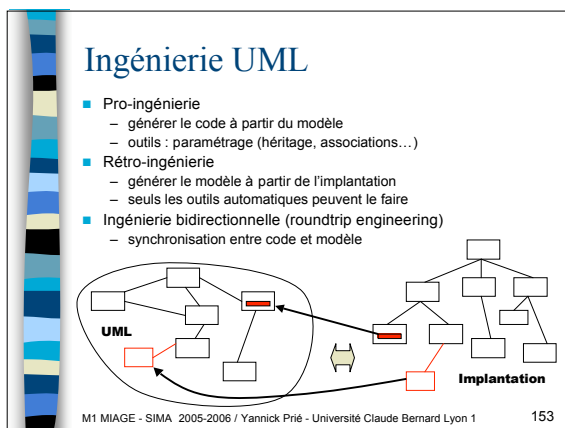 Ingénierie UML
Pro-ingénierie
– générer le code à partir du modèle
– outils : paramétrage (héritage, associations…)
Rétro-ingénierie
– générer le modèle à partir de l'implantation
– seuls les outils automatiques peuvent le faire
Ingénierie bidirectionnelle (roundtrip engineering)
– synchronisation entre code et modèle
UML
Implantation
M1 MIAGE - SIMA 2005-2006 / Yannick Prié - Université Claude Bernard Lyon 1
153